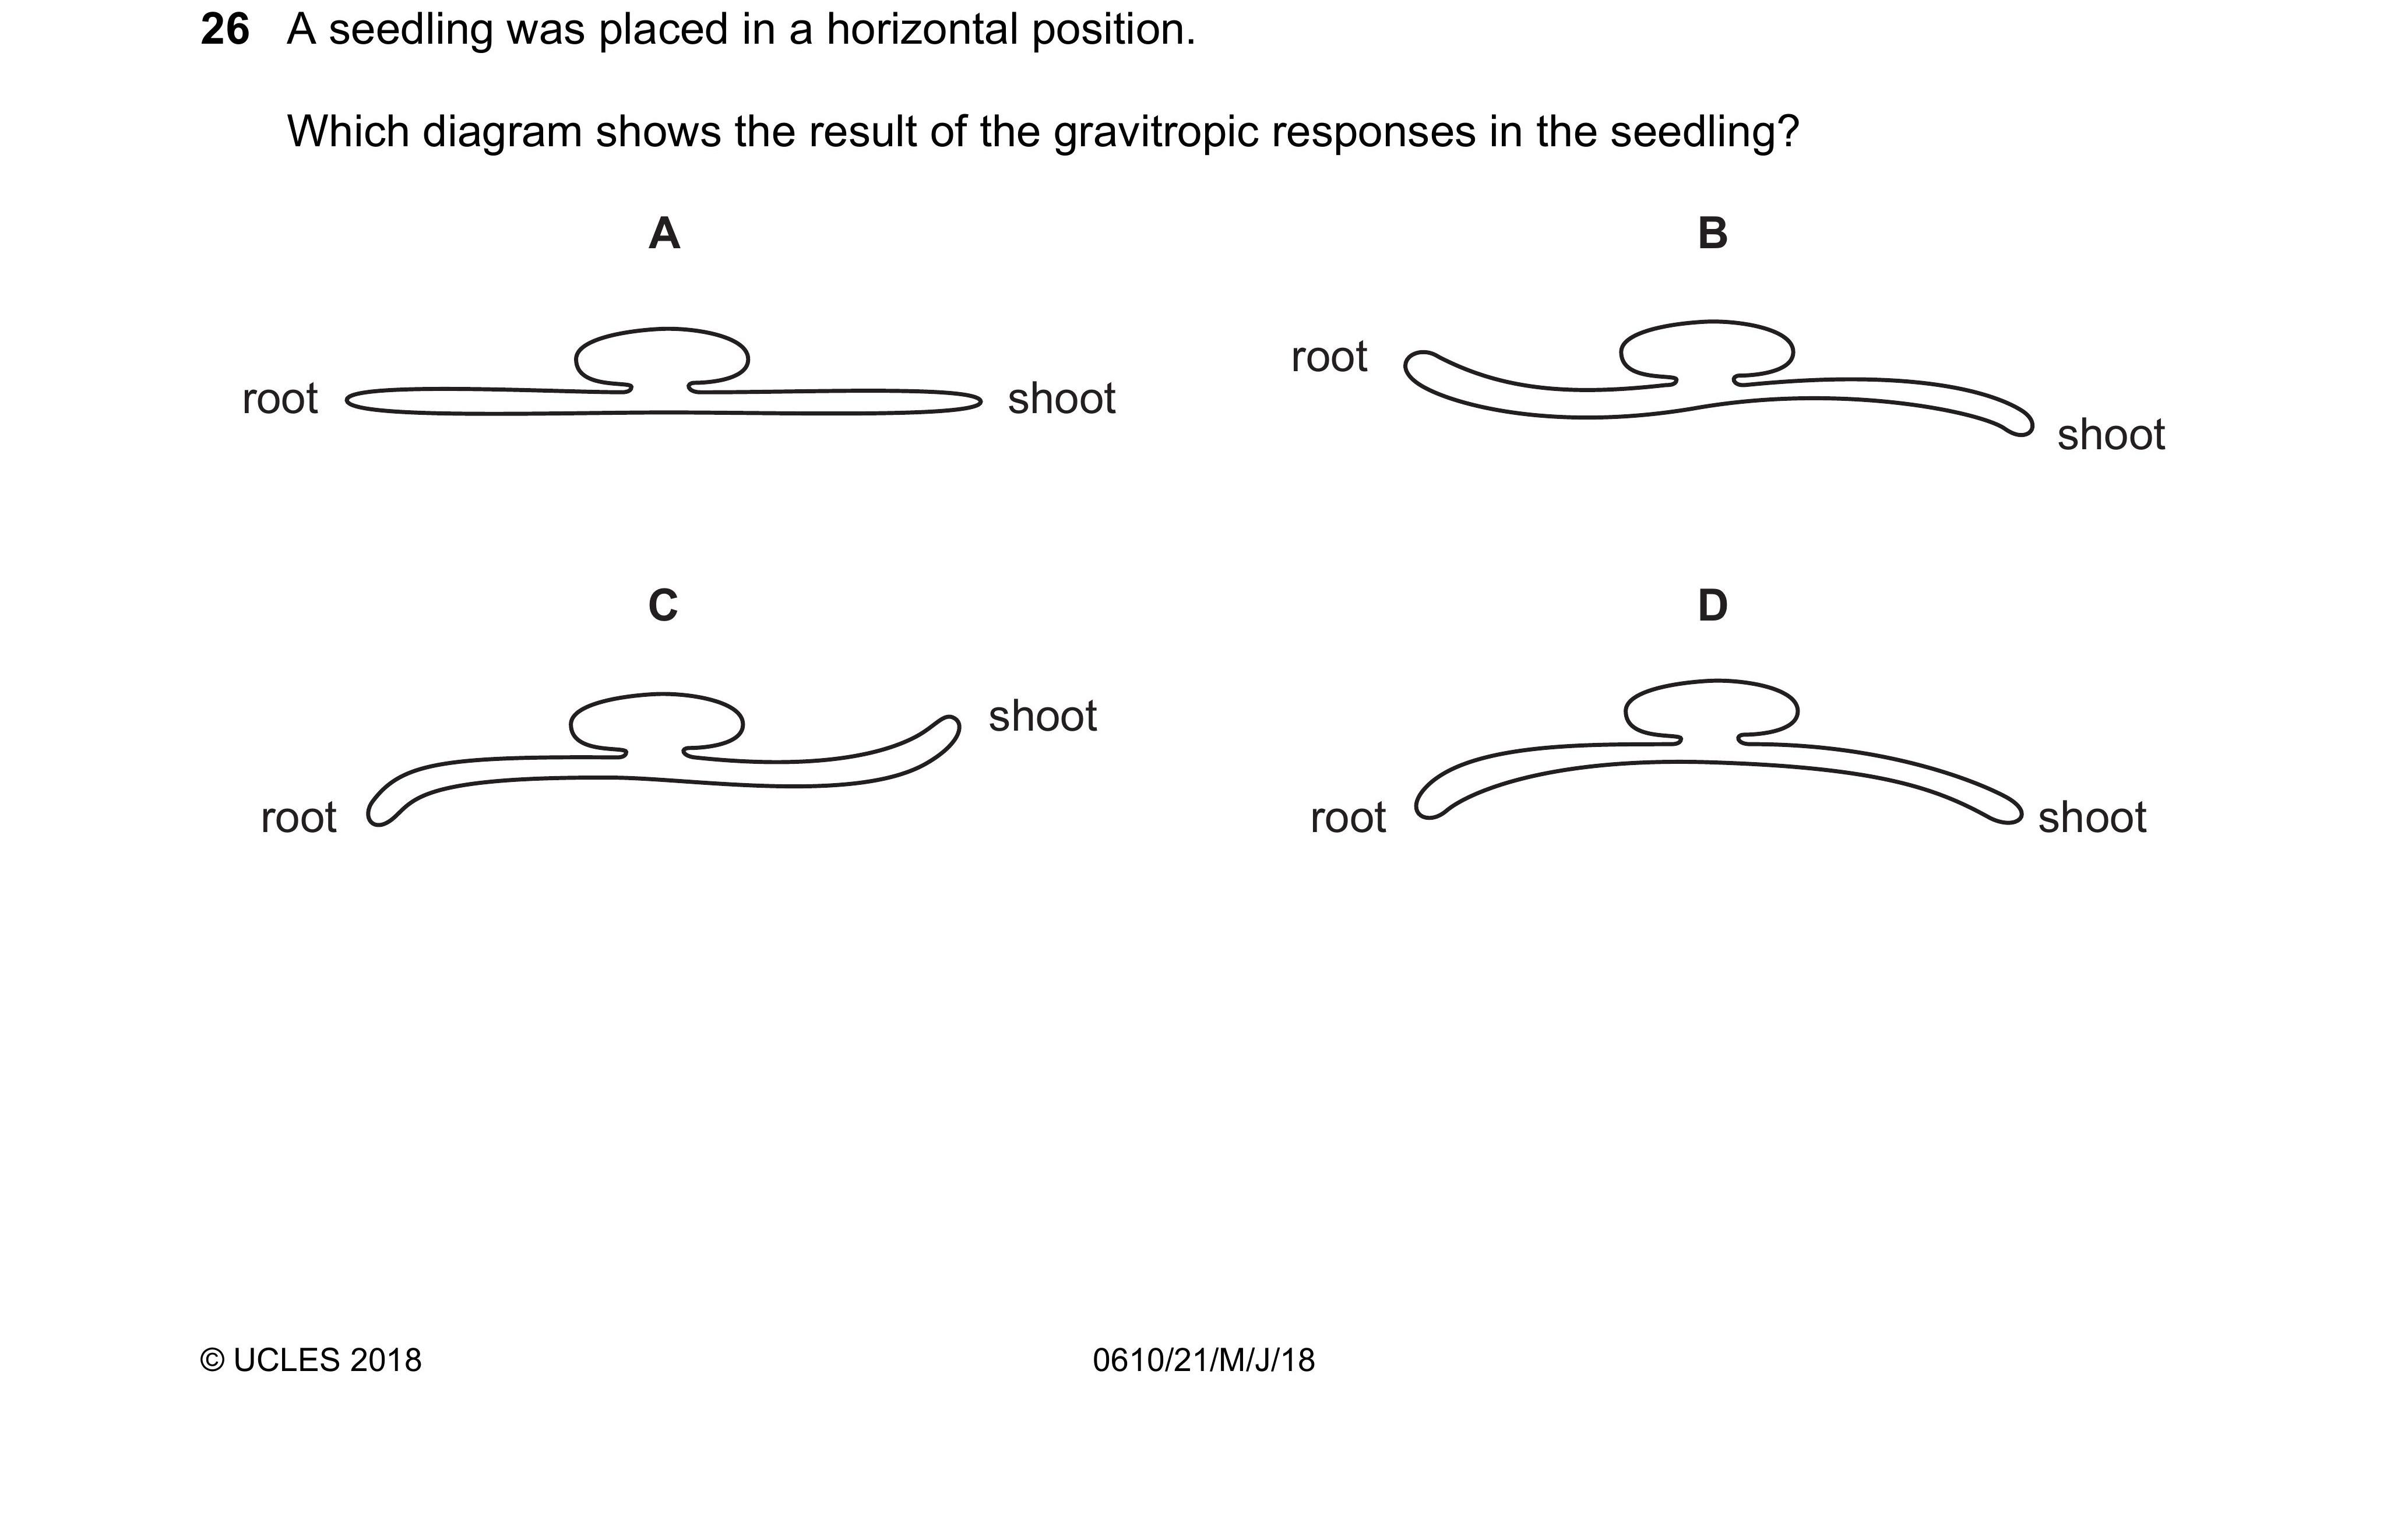 26 A seedling was placed in a horizontal position.
Which diagram shows the result of the gravitropic responses in the seedling?
A
B
root
shoot
root
shoot
C
D
root
shoot
root
shoot
© UCLES 2018
0610/21/M/J/18